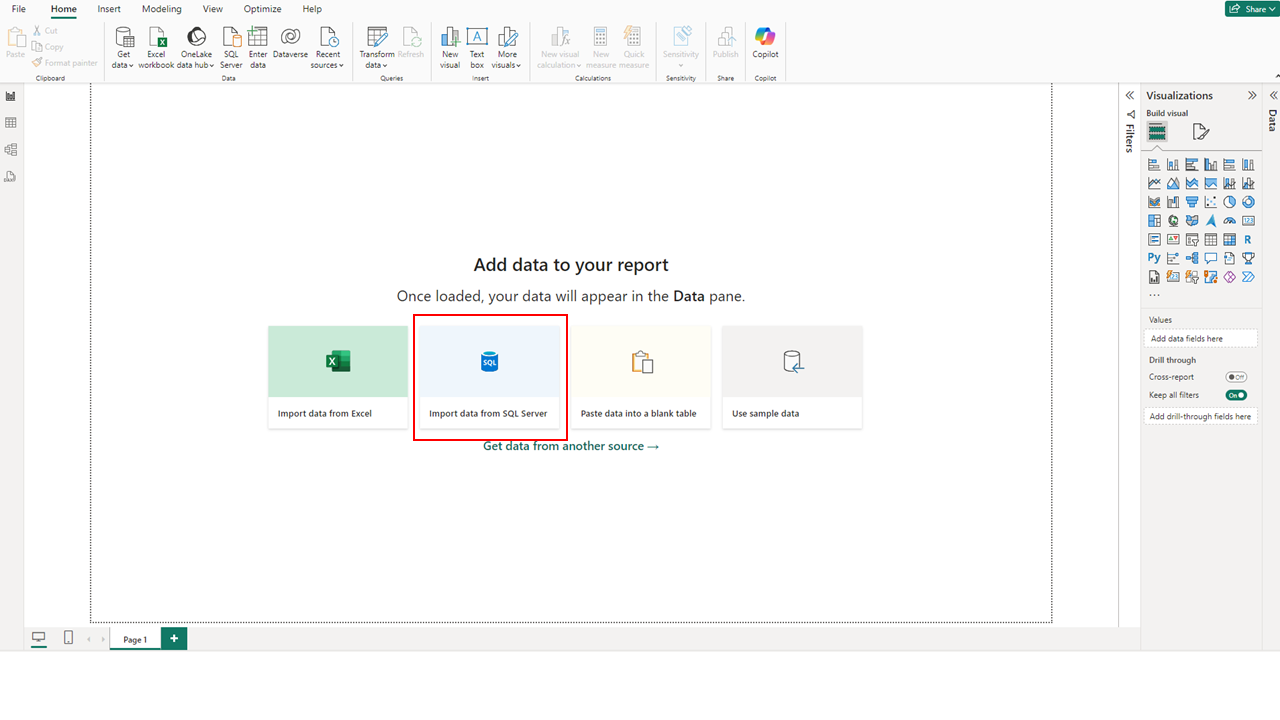 File Home Insert Modeling View Optimize Help Share
Paste
Cut
Copy
Format painter
Clipboard
Get
data
Excel
workbook
OneLake
data hub
SQL
Server
Enter
data
Dataverse
Recent
sources
Data
Transform
data
Refresh
Queries
New
visual
Text
box
More
visuals
Insert
New visual
calculation
New
measure
Quick
measure
Calculations
Sensitivity
Sensitivity
Publish
Share
Copilot
Copilot
Add data to your report
Once loaded, your data will appear in the Data pane.
SQL
Import data from Excel
Import data from SQL Server
Paste data into a blank table
Use sample data
Get data from another source →
Filters
Visualizations
Build visual
123
R
Py
...
Values
Add data fields here
Drill through
Cross-report Off
Keep all filters On
Add drill-through fields here
Data
Page 1 +